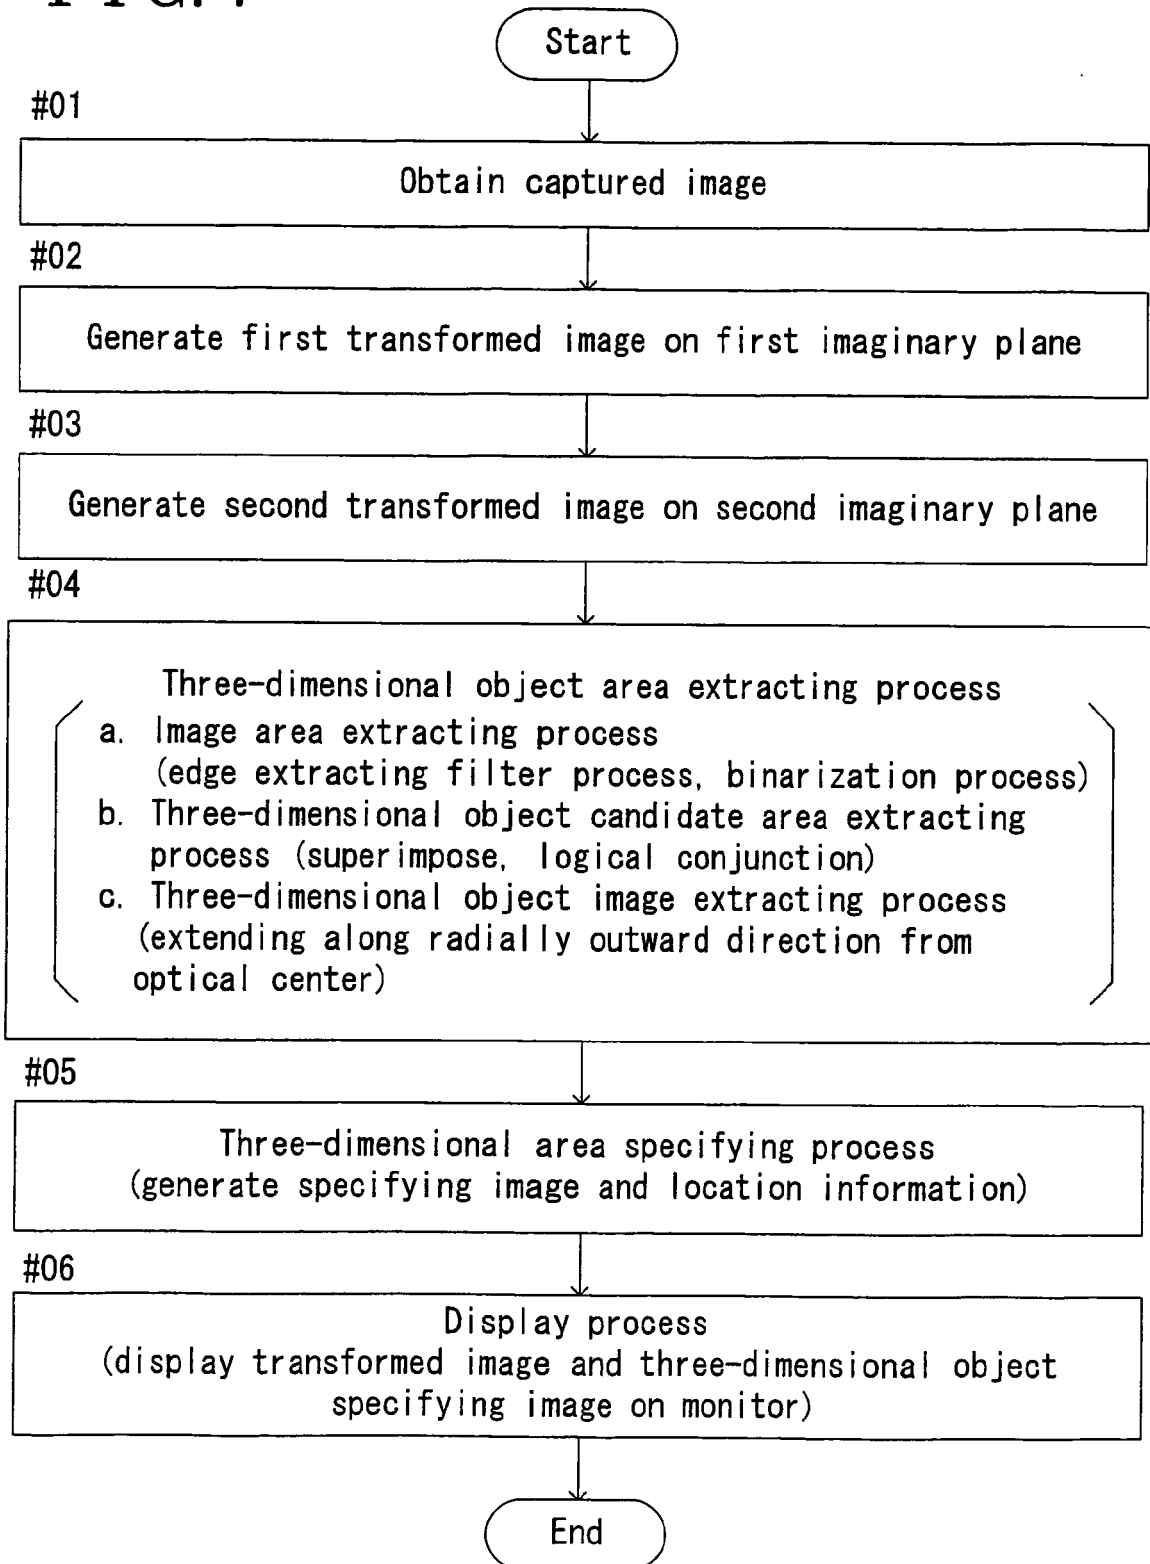 Start
#01
Obtain captured image
#02
Generate first transformed image on first imaginary plane
#03
Generate second transformed image on second imaginary plane
#04
Three-dimensional object area extracting process
a. Image area extracting process
(edge extracting filter process, binarization process)
b. Three-dimensional object candidate area extracting
process (superimpose, logical conjunction)
c. Three-dimensional object image extracting process
(extending along radially outward direction from
optical center)
#05
Three-dimensional area specifying process
(generate specifying image and location information)
#06
Display process
(display transformed image and three-dimensional object
specifying image on monitor)
End